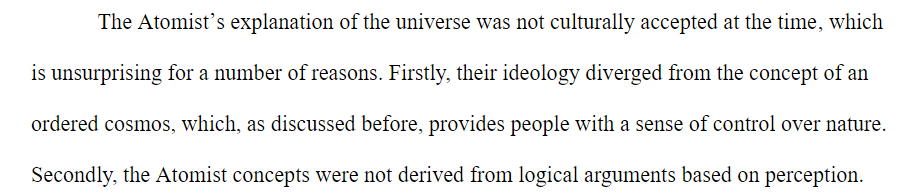 The Atomist’s explanation of the universe was not culturally accepted at the time, which
is unsurprising for a number of reasons. Firstly, their ideology diverged from the concept of an
ordered cosmos, which, as discussed before, provides people with a sense of control over nature.
Secondly, the Atomist concepts were not derived from logical arguments based on perception.